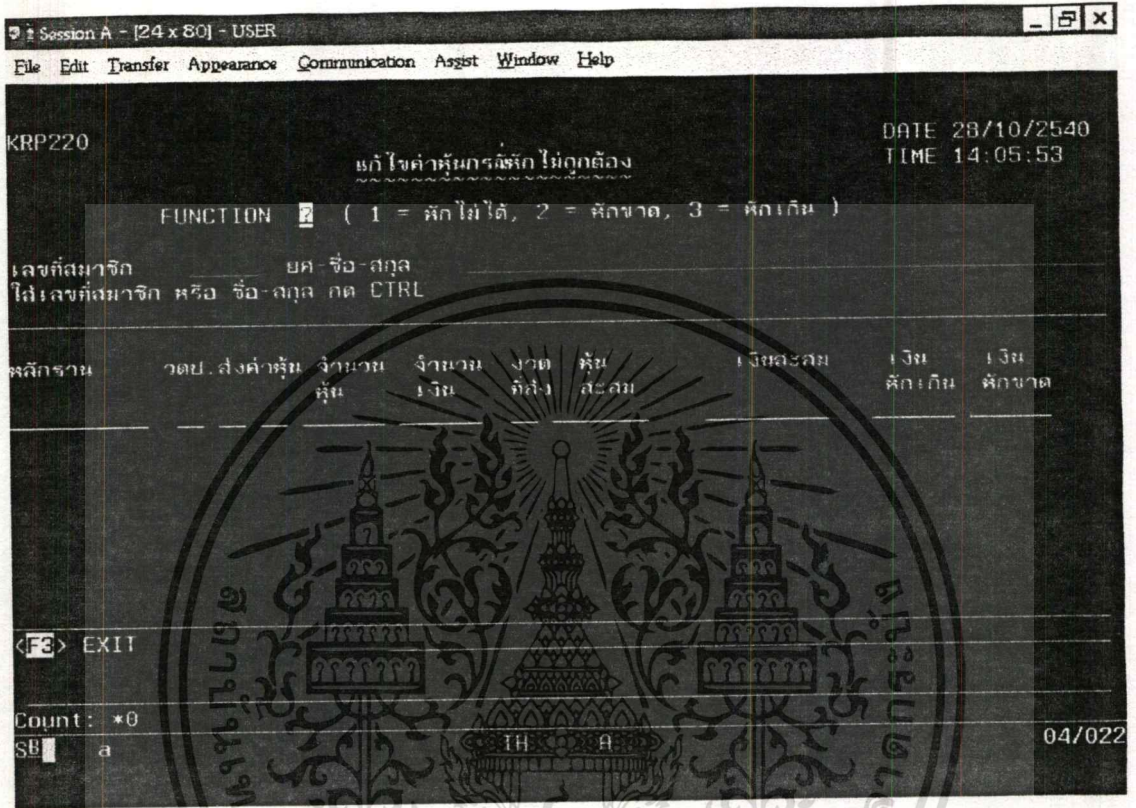 Session A - [24 x 80] - USER
File Edit Transfer Appearance Communication Assist Window Help
KRP220 DATE 28/10/2540
แก้ไขค่าหุ้นกรณีหักไม่ถูกต้อง TIME 14:05:53
FUNCTION ? ( 1 = หักไม่ได้, 2 = หักขาด, 3 = หักเกิน )
เลขที่สมาชิก ______ ยศ-ชื่อ-สกุล
ใส่เลขที่สมาชิก หรือ ชื่อ-สกุล กด CTRL
หลักฐาน วดป.ส่งค่าหุ้น จำนวน จำนวน งวด หุ้น เงินสะสม เงิน เงิน
หุ้น เงิน ที่ส่ง สะสม หักเกิน หักขาด
<F3> EXIT
Count: *0
SB a TH A 04/022